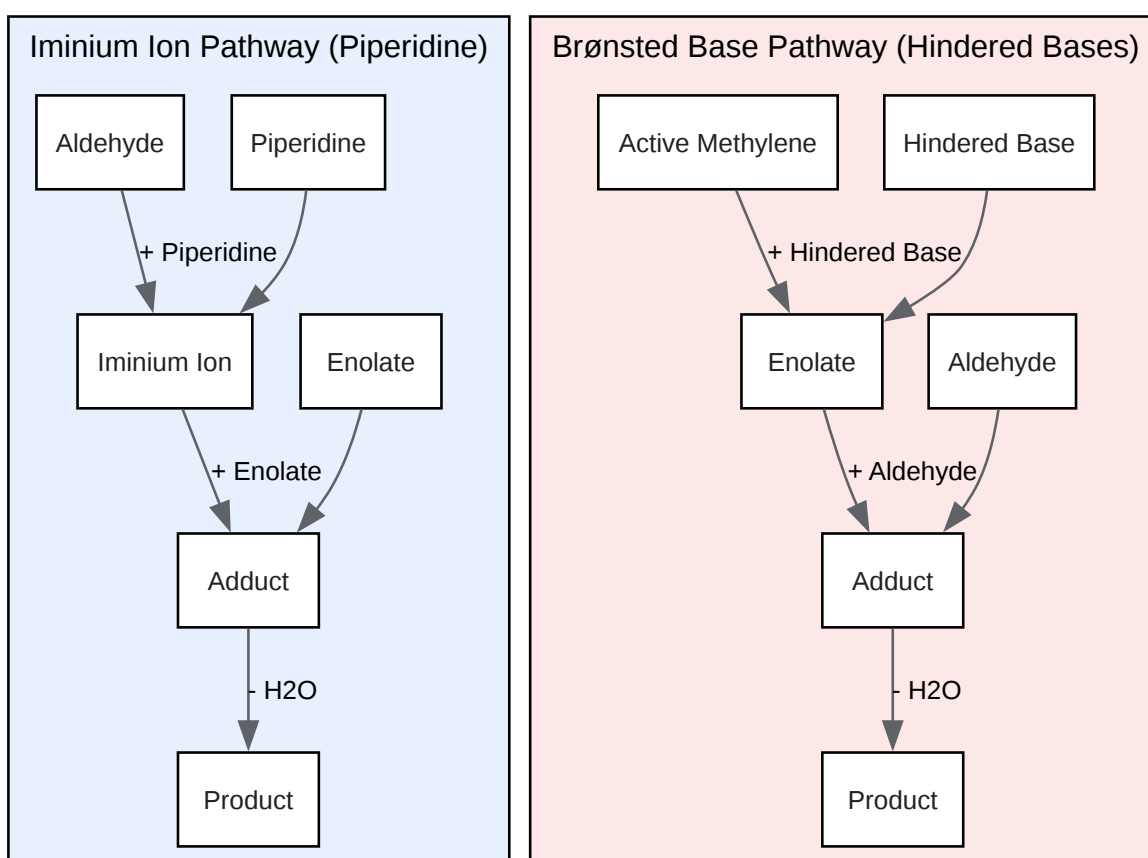 Iminium Ion Pathway (Piperidine)
Aldehyde
Piperidine
+ Piperidine
Iminium Ion
Enolate
+ Enolate
Adduct
- H2O
Product
Brønsted Base Pathway (Hindered Bases)
Active Methylene
Hindered Base
+ Hindered Base
Enolate
Aldehyde
+ Aldehyde
Adduct
- H2O
Product